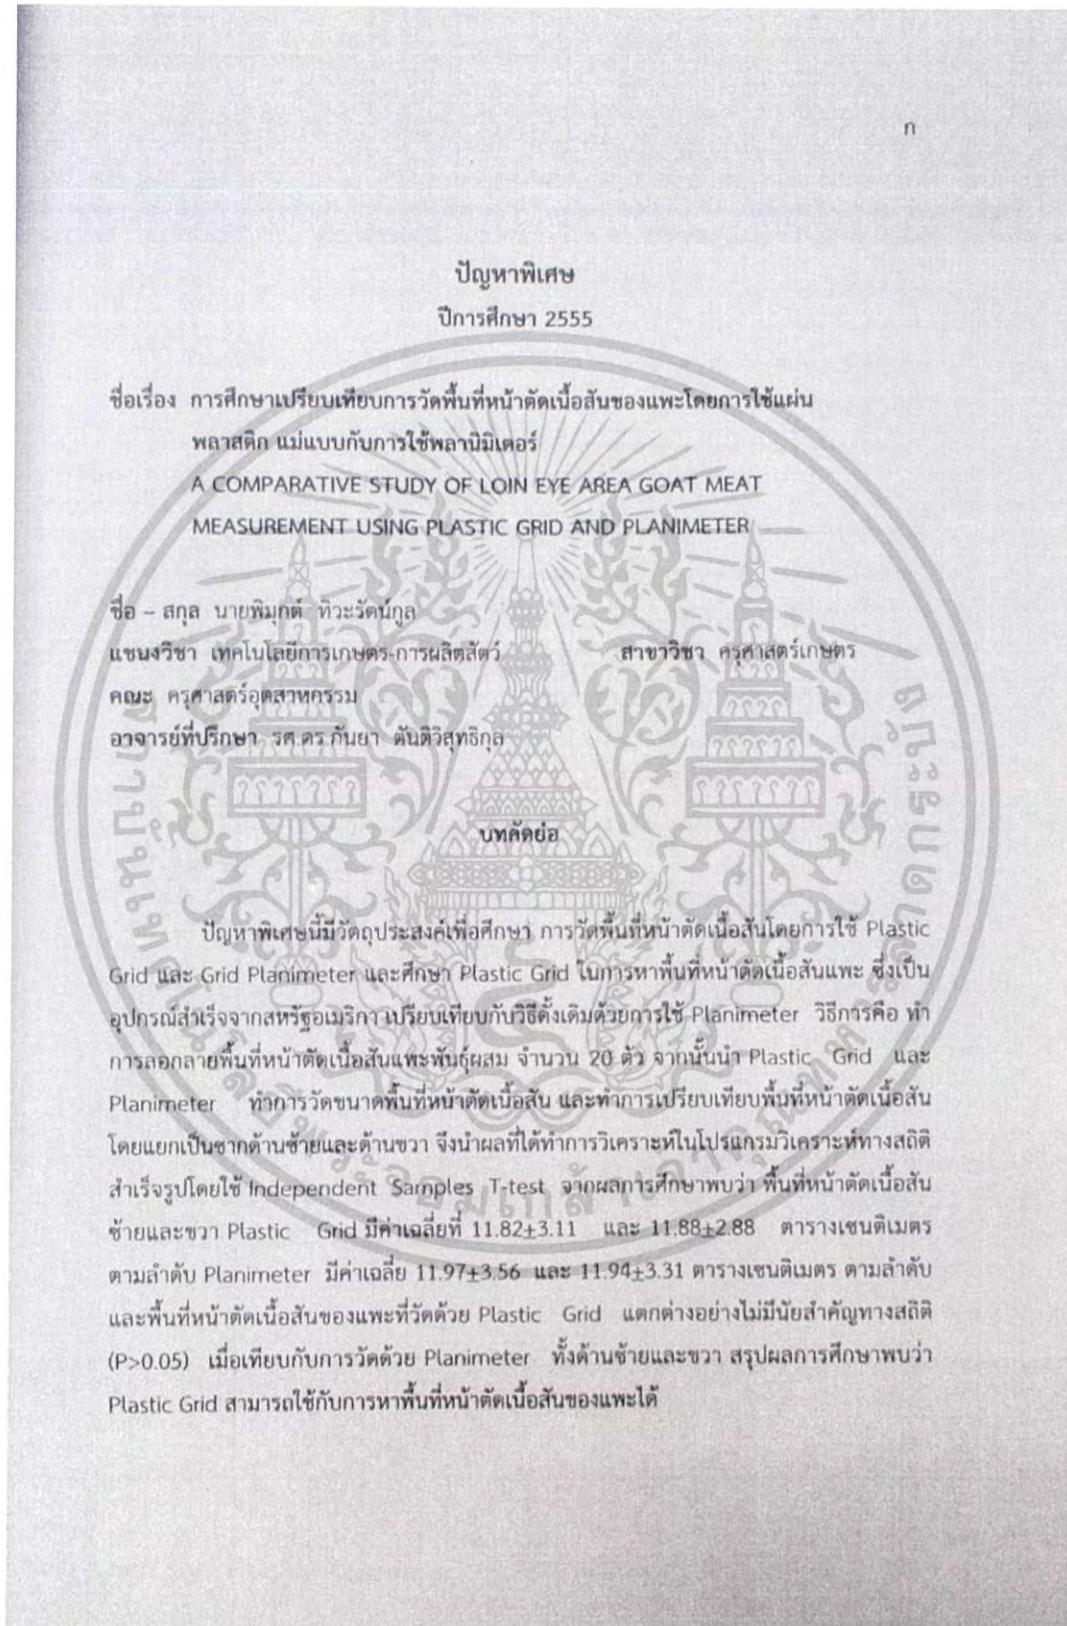 ก
ปัญหาพิเศษ
ปีการศึกษา 2555
ชื่อเรื่อง การศึกษาเปรียบเทียบการวัดพื้นที่หน้าตัดเนื้อสันของแพะโดยการใช้แผ่น
พลาสติก แม่แบบกับการใช้พลานิมิเตอร์
A COMPARATIVE STUDY OF LOIN EYE AREA GOAT MEAT
MEASUREMENT USING PLASTIC GRID AND PLANIMETER
ชื่อ – สกุล นายพิมุกต์ ทิวะรัตน์กูล
แขนงวิชา เทคโนโลยีการเกษตร-การผลิตสัตว์ สาขาวิชา ครุศาสตร์เกษตร
คณะ ครุศาสตร์อุตสาหกรรม
อาจารย์ที่ปรึกษา รศ.ดร.กันยา ตันติวิสุทธิกุล
บทคัดย่อ
ปัญหาพิเศษนี้มีวัตถุประสงค์เพื่อศึกษา การวัดพื้นที่หน้าตัดเนื้อสันโดยการใช้ Plastic
Grid และ Grid Planimeter และศึกษา Plastic Grid ในการหาพื้นที่หน้าตัดเนื้อสันแพะ ซึ่งเป็น
อุปกรณ์สำเร็จจากสหรัฐอเมริกา เปรียบเทียบกับวิธีดั้งเดิมด้วยการใช้ Planimeter วิธีการคือ ทำ
การลอกลายพื้นที่หน้าตัดเนื้อสันแพะพันธุ์ผสม จำนวน 20 ตัว จากนั้นนำ Plastic Grid และ
Planimeter ทำการวัดขนาดพื้นที่หน้าตัดเนื้อสัน และทำการเปรียบเทียบพื้นที่หน้าตัดเนื้อสัน
โดยแยกเป็นซากด้านซ้ายและด้านขวา จึงนำผลที่ได้ทำการวิเคราะห์ในโปรแกรมวิเคราะห์ทางสถิติ
สำเร็จรูปโดยใช้ Independent Samples T-test จากผลการศึกษาพบว่า พื้นที่หน้าตัดเนื้อสัน
ซ้ายและขวา Plastic Grid มีค่าเฉลี่ยที่ 11.82±3.11 และ 11.88±2.88 ตารางเซนติเมตร
ตามลำดับ Planimeter มีค่าเฉลี่ย 11.97±3.56 และ 11.94±3.31 ตารางเซนติเมตร ตามลำดับ
และพื้นที่หน้าตัดเนื้อสันของแพะที่วัดด้วย Plastic Grid แตกต่างอย่างไม่มีนัยสำคัญทางสถิติ
(P>0.05) เมื่อเทียบกับการวัดด้วย Planimeter ทั้งด้านซ้ายและขวา สรุปผลการศึกษาพบว่า
Plastic Grid สามารถใช้กับการหาพื้นที่หน้าตัดเนื้อสันของแพะได้
สถาบันเทคโนโลยีพระจอมเกล้าเจ้าคุณทหารลาดกระบัง